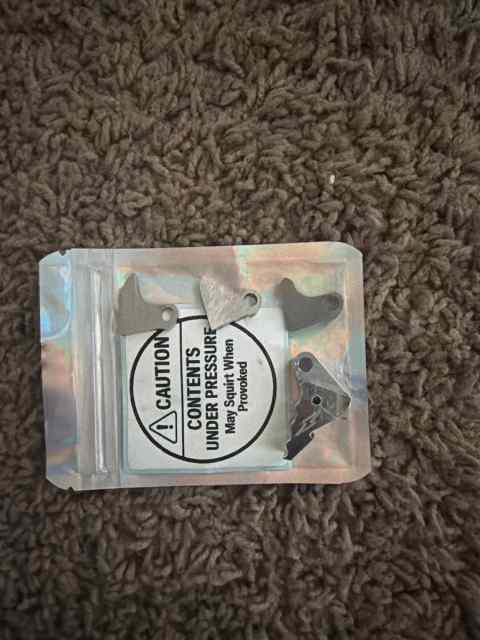 CAUTION
CONTENTS
UNDER PRESSURE
May Squirt When
Provoked